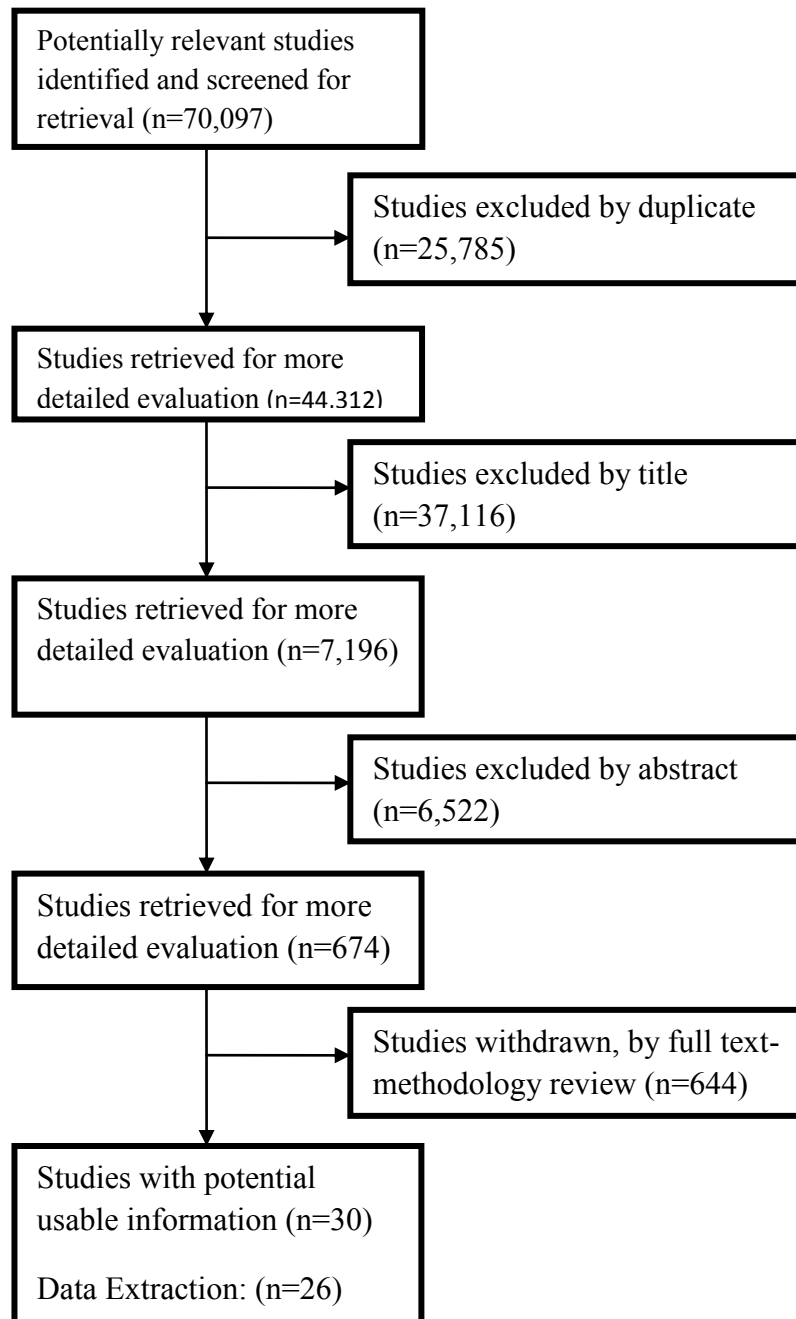 Potentially relevant studies
identified and screened for
retrieval (n=70,097)
Studies excluded by duplicate
(n=25,785)
Studies retrieved for more
detailed evaluation (n=44.312)
Studies excluded by title
(n=37,116)
Studies retrieved for more
detailed evaluation (n=7,196)
Studies excluded by abstract
(n=6,522)
Studies retrieved for more
detailed evaluation (n=674)
Studies withdrawn, by full text-
methodology review (n=644)
Studies with potential
usable information (n=30)
Data Extraction: (n=26)